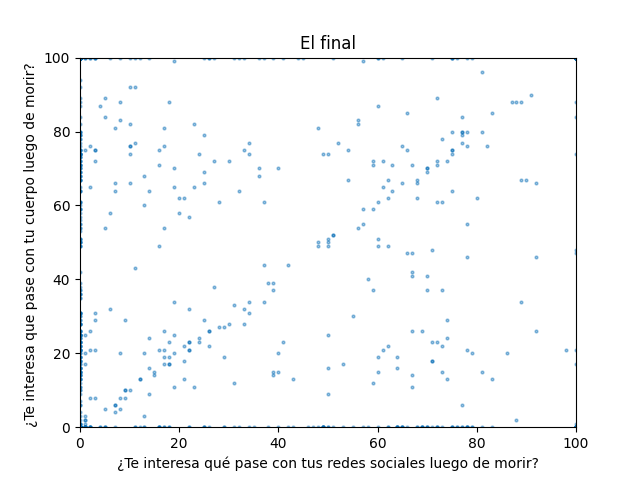 El final
¿Te interesa que pase con tu cuerpo luego de morir?
100
80
60
40
20
0
0 20 40 60 80 100
¿Te interesa qué pase con tus redes sociales luego de morir?